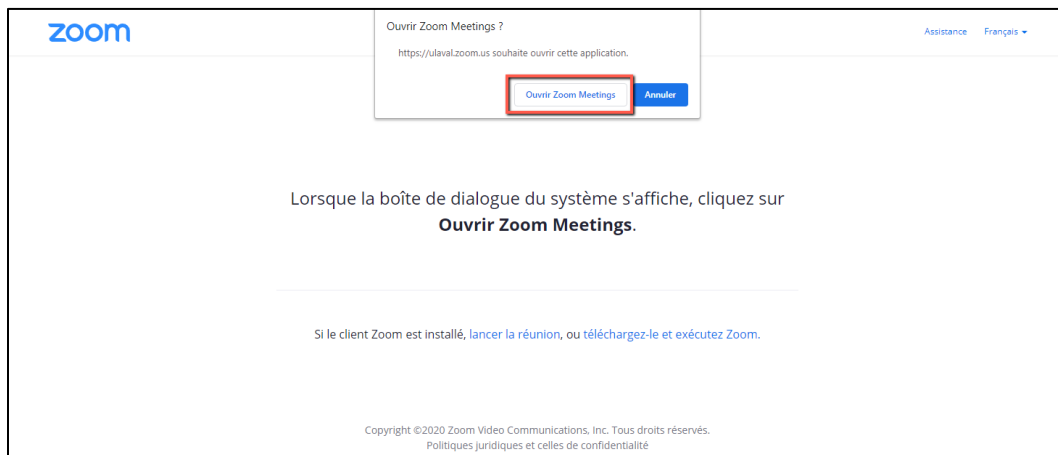 zoom
Ouvrir Zoom Meetings ?
Assistance Français
https://ulaval.zoom.us souhaite ouvrir cette application.
Ouvrir Zoom Meetings Annuler
Lorsque la boîte de dialogue du système s'affiche, cliquez sur
Ouvrir Zoom Meetings.
Si le client Zoom est installé, lancer la réunion, ou téléchargez-le et exécutez Zoom.
Copyright ©2020 Zoom Video Communications, Inc. Tous droits réservés.
Politiques juridiques et celles de confidentialité